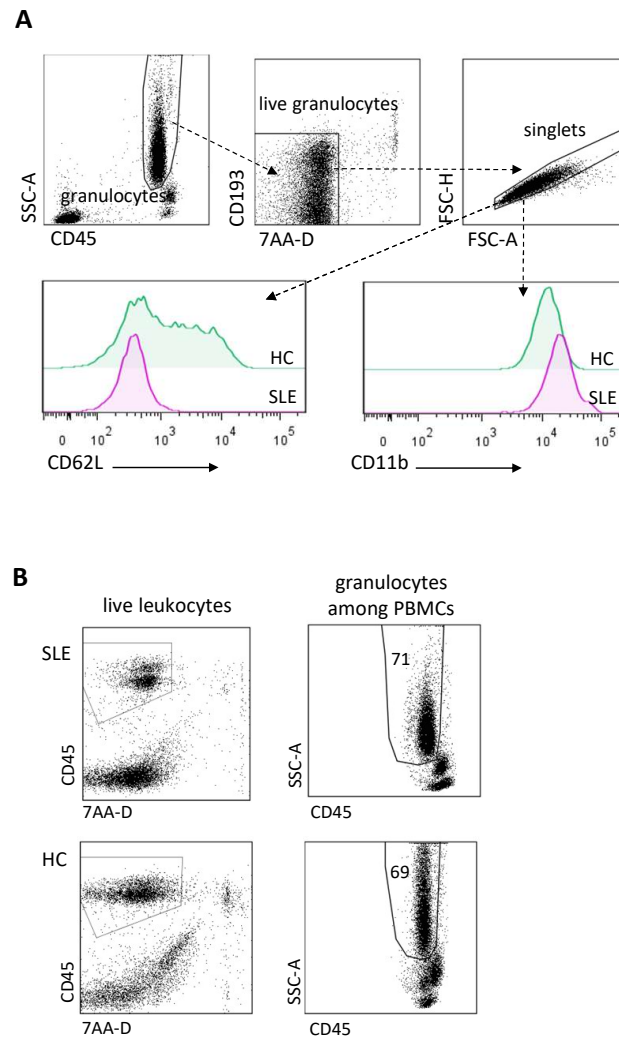 A
SSC-A
granulocytes
CD45
live granulocytes
CD193
7AA-D
singlets
FSC-H
FSC-A
HC
SLE
0 10² 10³ 10⁴ 10⁵
CD62L
HC
SLE
0 10² 10³ 10⁴ 10⁵
CD11b
B
live leukocytes
granulocytes
among PBMCs
SLE
CD45
7AA-D
71
SSC-A
CD45
HC
CD45
7AA-D
69
SSC-A
CD45